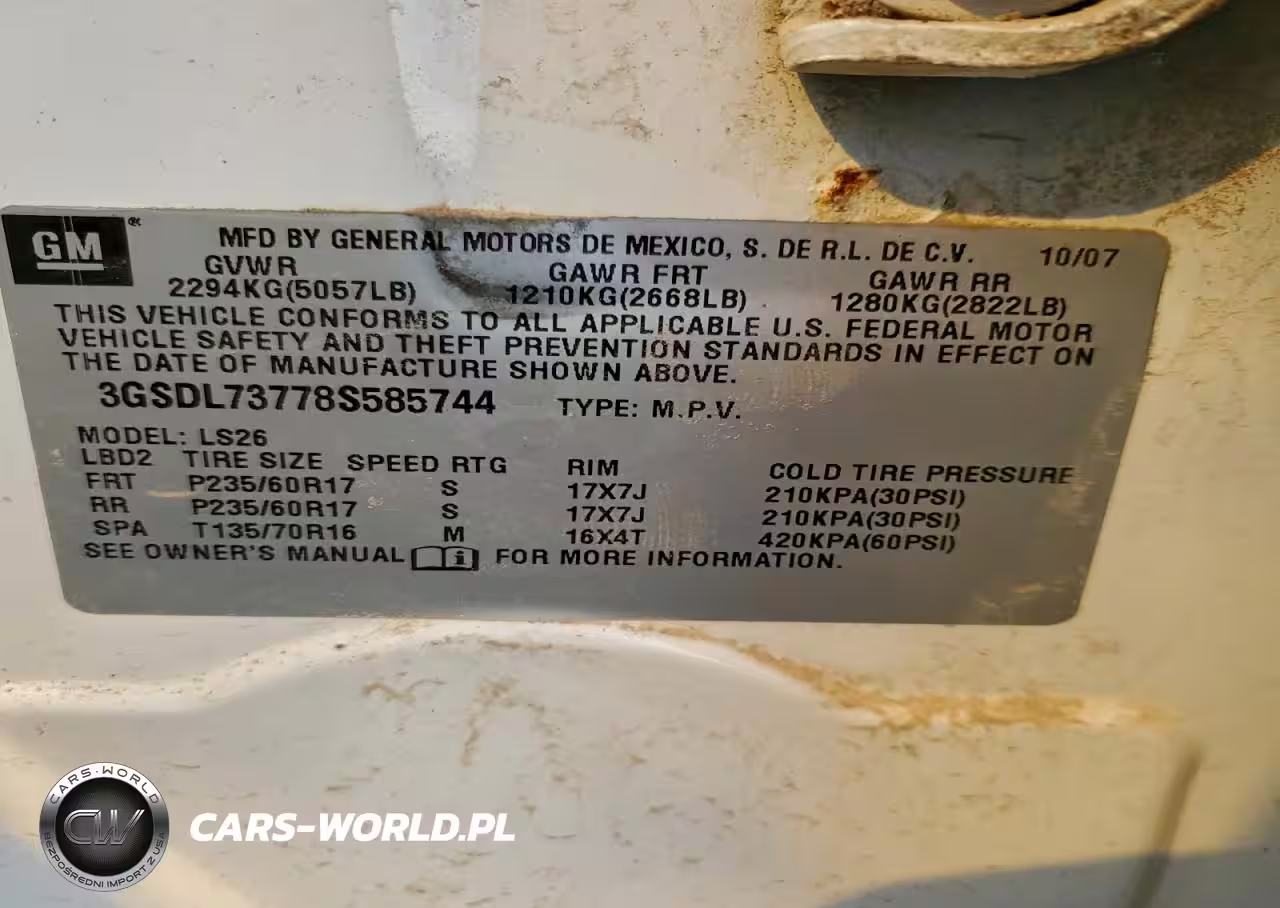 GM
MFD BY GENERAL MOTORS DE MEXICO, S. DE R.L. DE C.V. 10/07
GVWR GAWR FRT GAWR RR
2294KG(5057LB) 1210KG(2668LB) 1280KG(2822LB)
THIS VEHICLE CONFORMS TO ALL APPLICABLE U.S. FEDERAL MOTOR
VEHICLE SAFETY AND THEFT PREVENTION STANDARDS IN EFFECT ON
THE DATE OF MANUFACTURE SHOWN ABOVE.
3GSDL73778S585744 TYPE: M.P.V.
MODEL: LS26
LBD2 TIRE SIZE SPEED RTG RIM COLD TIRE PRESSURE
FRT P235/60R17 S 17X7J 210KPA(30PSI)
RR P235/60R17 S 17X7J 210KPA(30PSI)
SPA T135/70R16 M 16X4T 420KPA(60PSI)
SEE OWNER'S MANUAL i FOR MORE INFORMATION.
CARS-WORLD
CW
BEZPOŚREDNI IMPORT Z USA
CARS-WORLD.PL